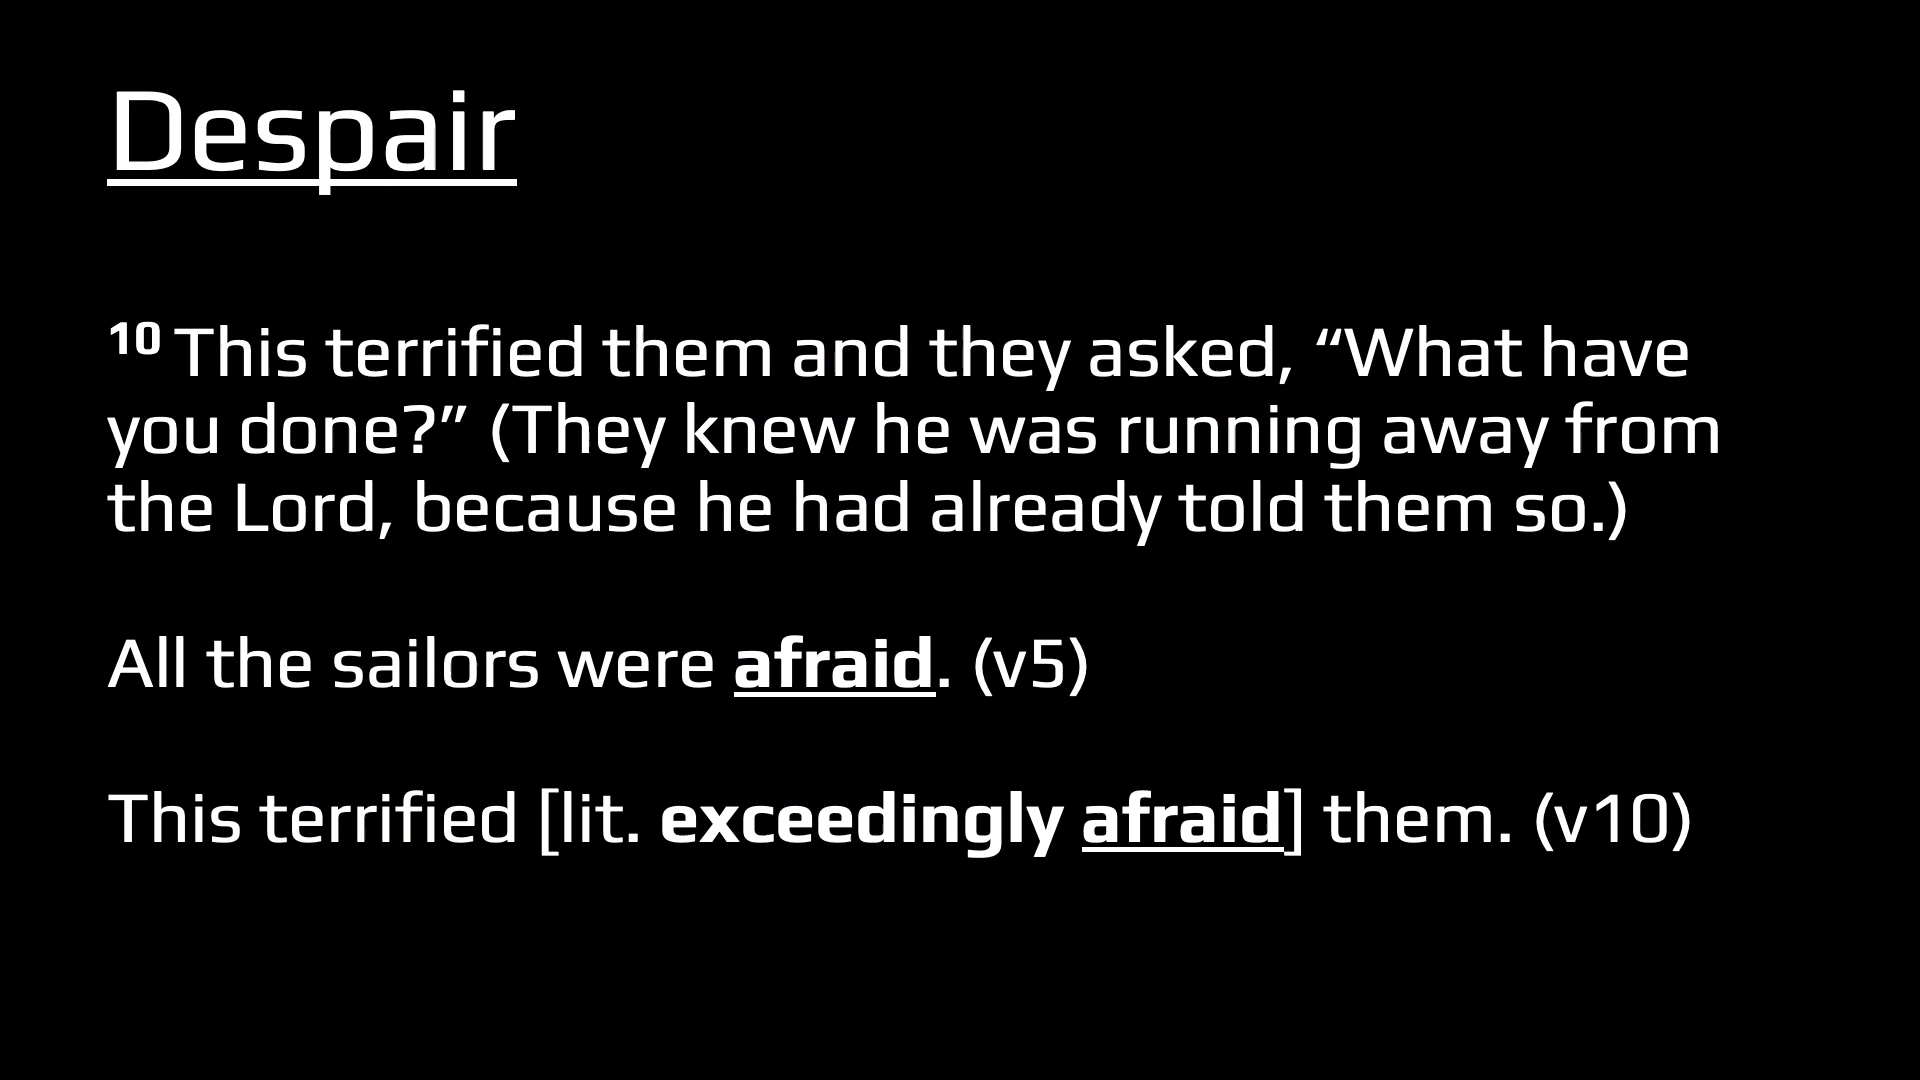 Despair
10 This terrified them and they asked, “What have
you done?” (They knew he was running away from
the Lord, because he had already told them so.)
All the sailors were afraid. (v5)
This terrified [lit. exceedingly afraid] them. (v10)